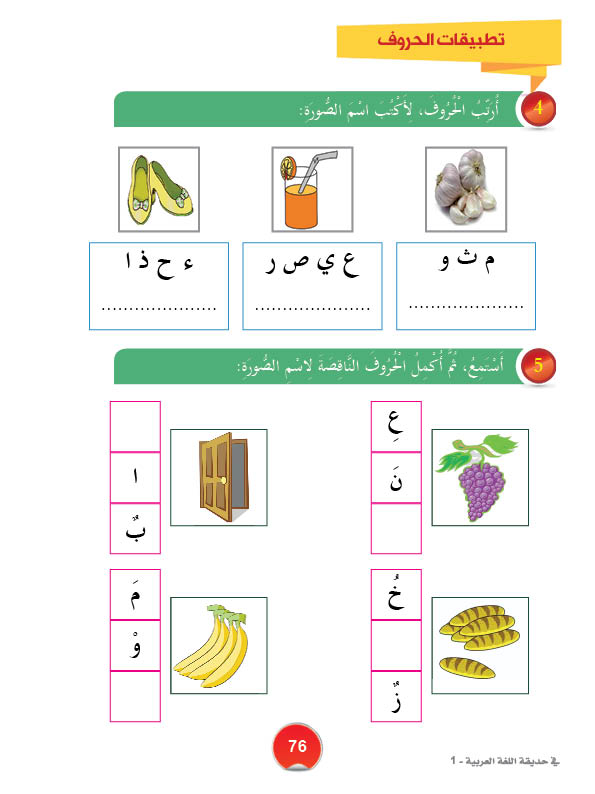 تطبيقات الحروف
4 أُرَتِّبُ الْحُرُوفَ، لِأَكْتُبَ اسْمَ الصُّورَةِ:
م ث و
ع ي ص ر
ء ح ذ ا
5 أَسْتَمِعُ، ثُمَّ أُكْمِلُ الْحُرُوفَ النَّاقِصَةَ لِاسْمِ الصُّورَةِ:
عِ
نَ
ا
بٌ
خُ
زٌ
مَ
وْ
76
في حديقة اللغة العربية - 1